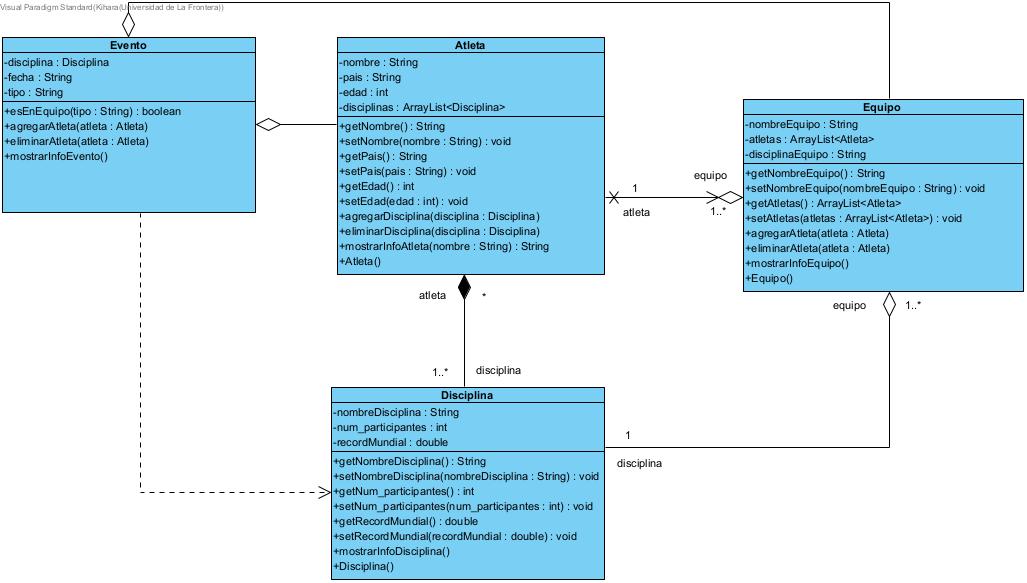 Visual Paradigm Standard(Kihara(Universidad de La Frontera))
Evento
-disciplina : Disciplina
-fecha : String
-tipo : String
+esEnEquipo(tipo : String) : boolean
+agregarAtleta(atleta : Atleta)
+eliminarAtleta(atleta : Atleta)
+mostrarInfoEvento()
Atleta
-nombre : String
-pais : String
-edad : int
-disciplinas : ArrayList<Disciplina>
+getNombre() : String
+setNombre(nombre : String) : void
+getPais() : String
+setPais(pais : String) : void
+getEdad() : int
+setEdad(edad : int) : void
+agregarDisciplina(disciplina : Disciplina)
+eliminarDisciplina(disciplina : Disciplina)
+mostrarInfoAtleta(nombre : String) : String
+Atleta()
equipo
1
atleta
1..*
Equipo
-nombreEquipo : String
-atletas : ArrayList<Atleta>
-disciplinaEquipo : String
+getNombreEquipo() : String
+setNombreEquipo(nombreEquipo : String) : void
+getAtletas() : ArrayList<Atleta>
+setAtletas(atletas : ArrayList<Atleta>) : void
+agregarAtleta(atleta : Atleta)
+eliminarAtleta(atleta : Atleta)
+mostrarInfoEquipo()
+Equipo()
atleta
*
equipo
1..*
1..*
disciplina
Disciplina
-nombreDisciplina : String
-num_participantes : int
-recordMundial : double
+getNombreDisciplina() : String
+setNombreDisciplina(nombreDisciplina : String) : void
+getNum_participantes() : int
+setNum_participantes(num_participantes : int) : void
+getRecordMundial() : double
+setRecordMundial(recordMundial : double) : void
+mostrarInfoDisciplina()
+Disciplina()
1
disciplina